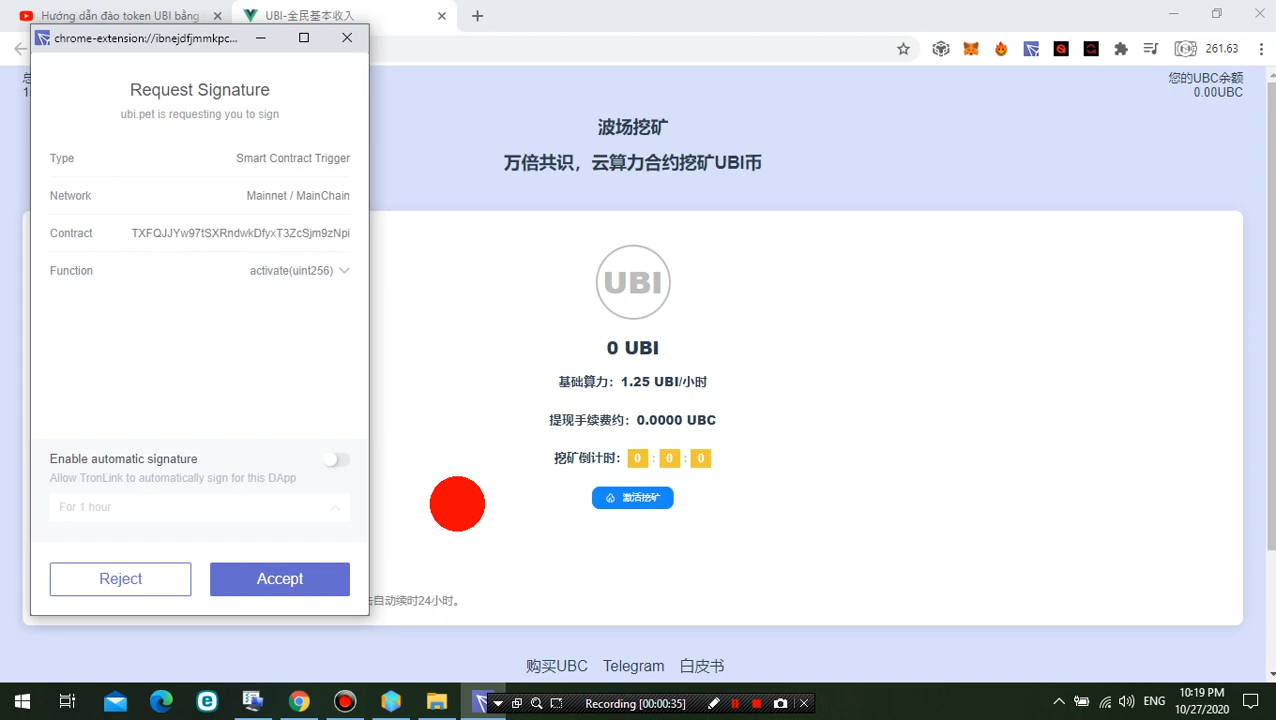 Hướng dẫn đào token UBI bằng
UBI-全民基本收入
chrome-extension://ibnejdfjmmkpc...
261.63
Request Signature
ubi.pet is requesting you to sign
Type
Smart Contract Trigger
Network
Mainnet / MainChain
Contract
TXFQJJYw97tSXRndwkDfyxT3ZcSjm9zNpi
Function
activate(uint256)
Enable automatic signature
Allow TronLink to automatically sign for this DApp
For 1 hour
Reject
Accept
您的UBC余额
0.00UBC
波场挖矿
万倍共识，云算力合约挖矿UBI币
UBI
0 UBI
基础算力：1.25 UBI/小时
提现手续费约：0.0000 UBC
挖矿倒计时： 0 : 0 : 0
激活挖矿
自动续时24小时。
购买UBC Telegram 白皮书
Recording [00:00:35]
ENG
10:19 PM
10/27/2020